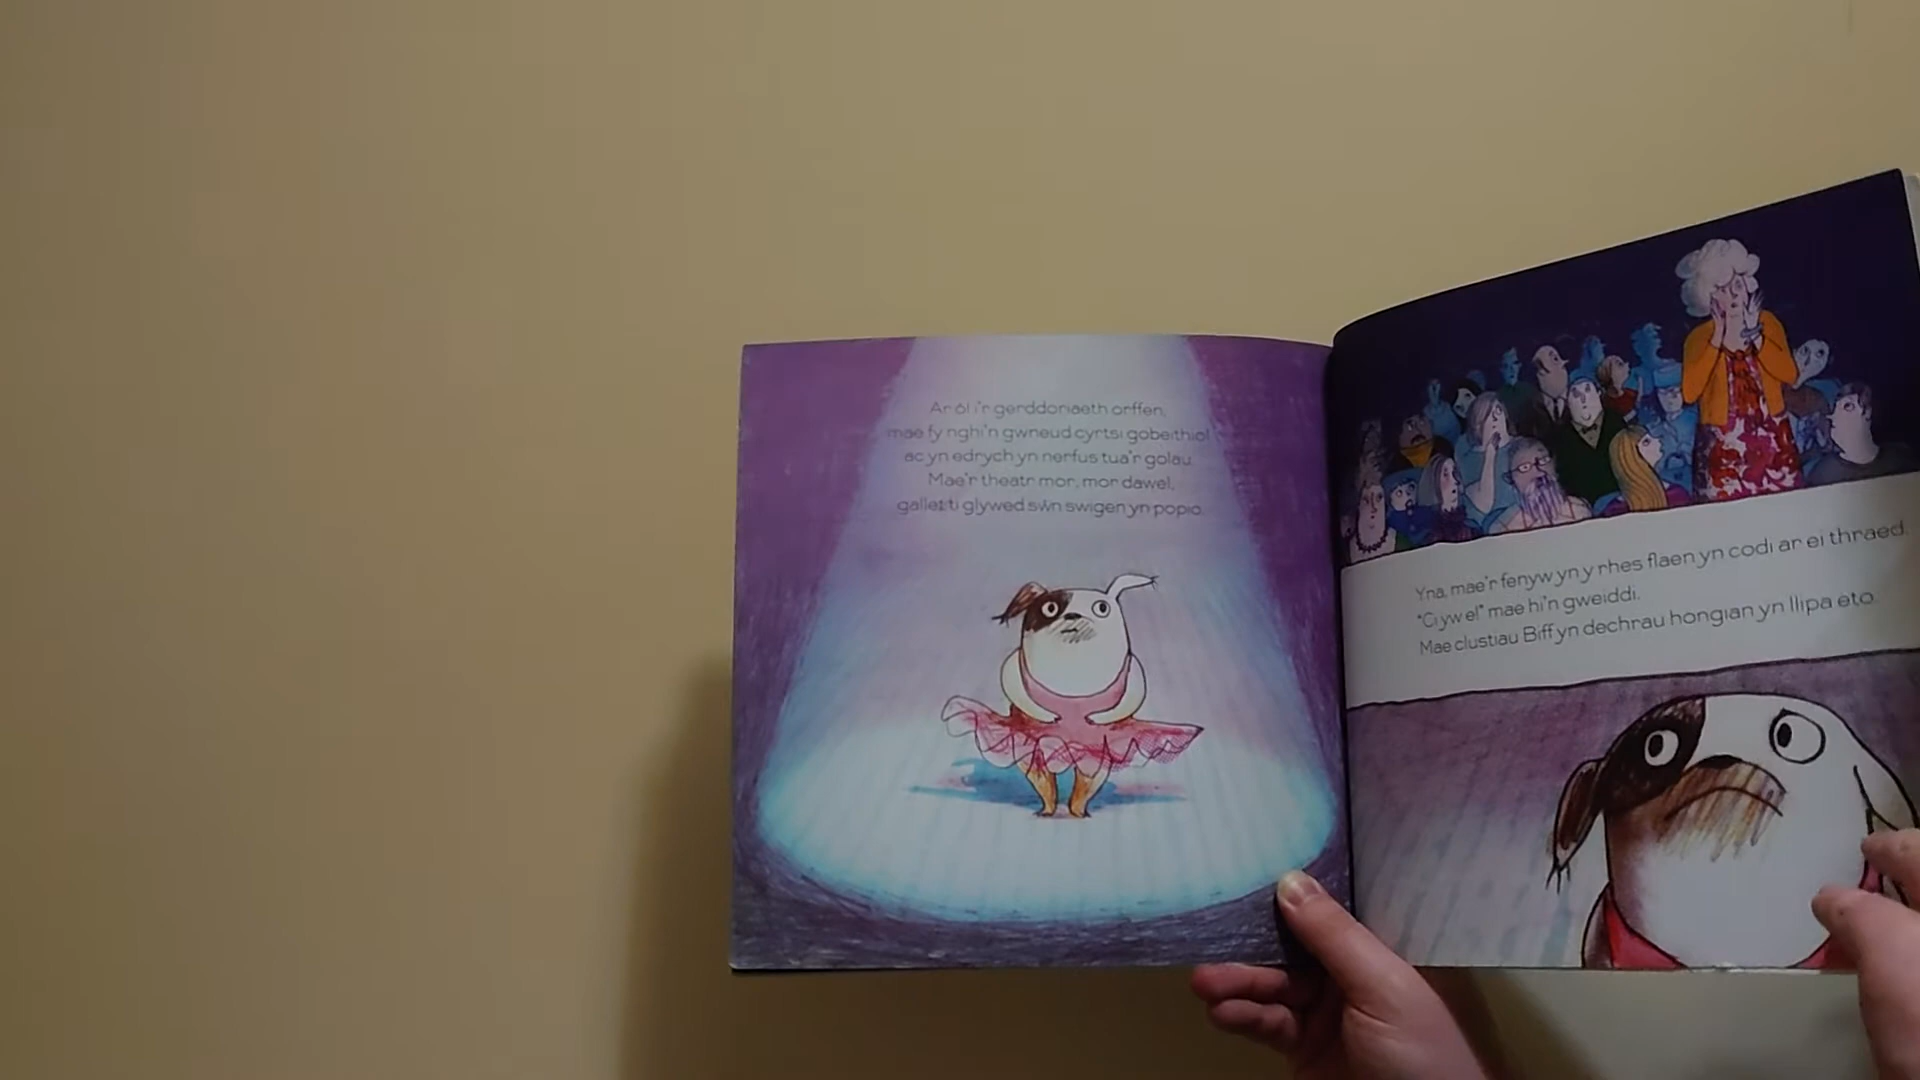 Ar ôl i'r gerddoriaeth orffen,
mae fy nghi'n gwneud cyrtsi gobeithiol
ac yn edrych yn nerfus tua'r golau.
Mae'r theatr mor, mor dawel,
gallet ti glywed sŵn swigen yn popio.
Yna, mae'r fenyw yn y rhes flaen yn codi ar ei thraed.
"Ci yw e!" mae hi'n gweiddi.
Mae clustiau Biff yn dechrau hongian yn llipa eto.